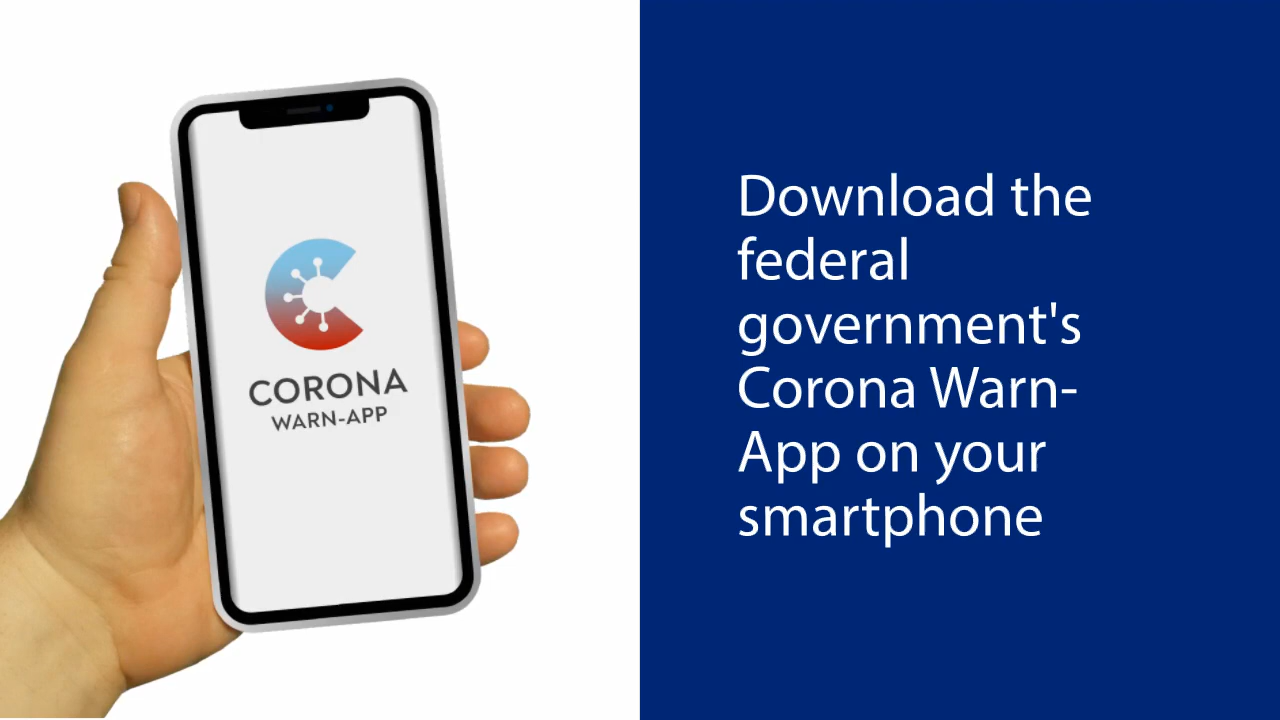 CORONA
WARN-APP
Download the
federal
government's
Corona Warn-
App on your
smartphone